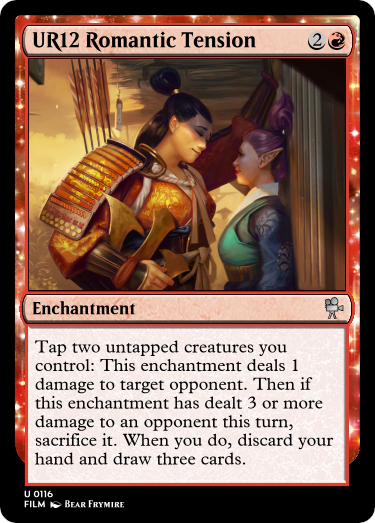 UR12 Romantic Tension 2
Enchantment
Tap two untapped creatures you
control: This enchantment deals 1
damage to target opponent. Then if
this enchantment has dealt 3 or more
damage to an opponent this turn,
sacrifice it. When you do, discard your
hand and draw three cards.
U 0116
FILM Bear Frymire